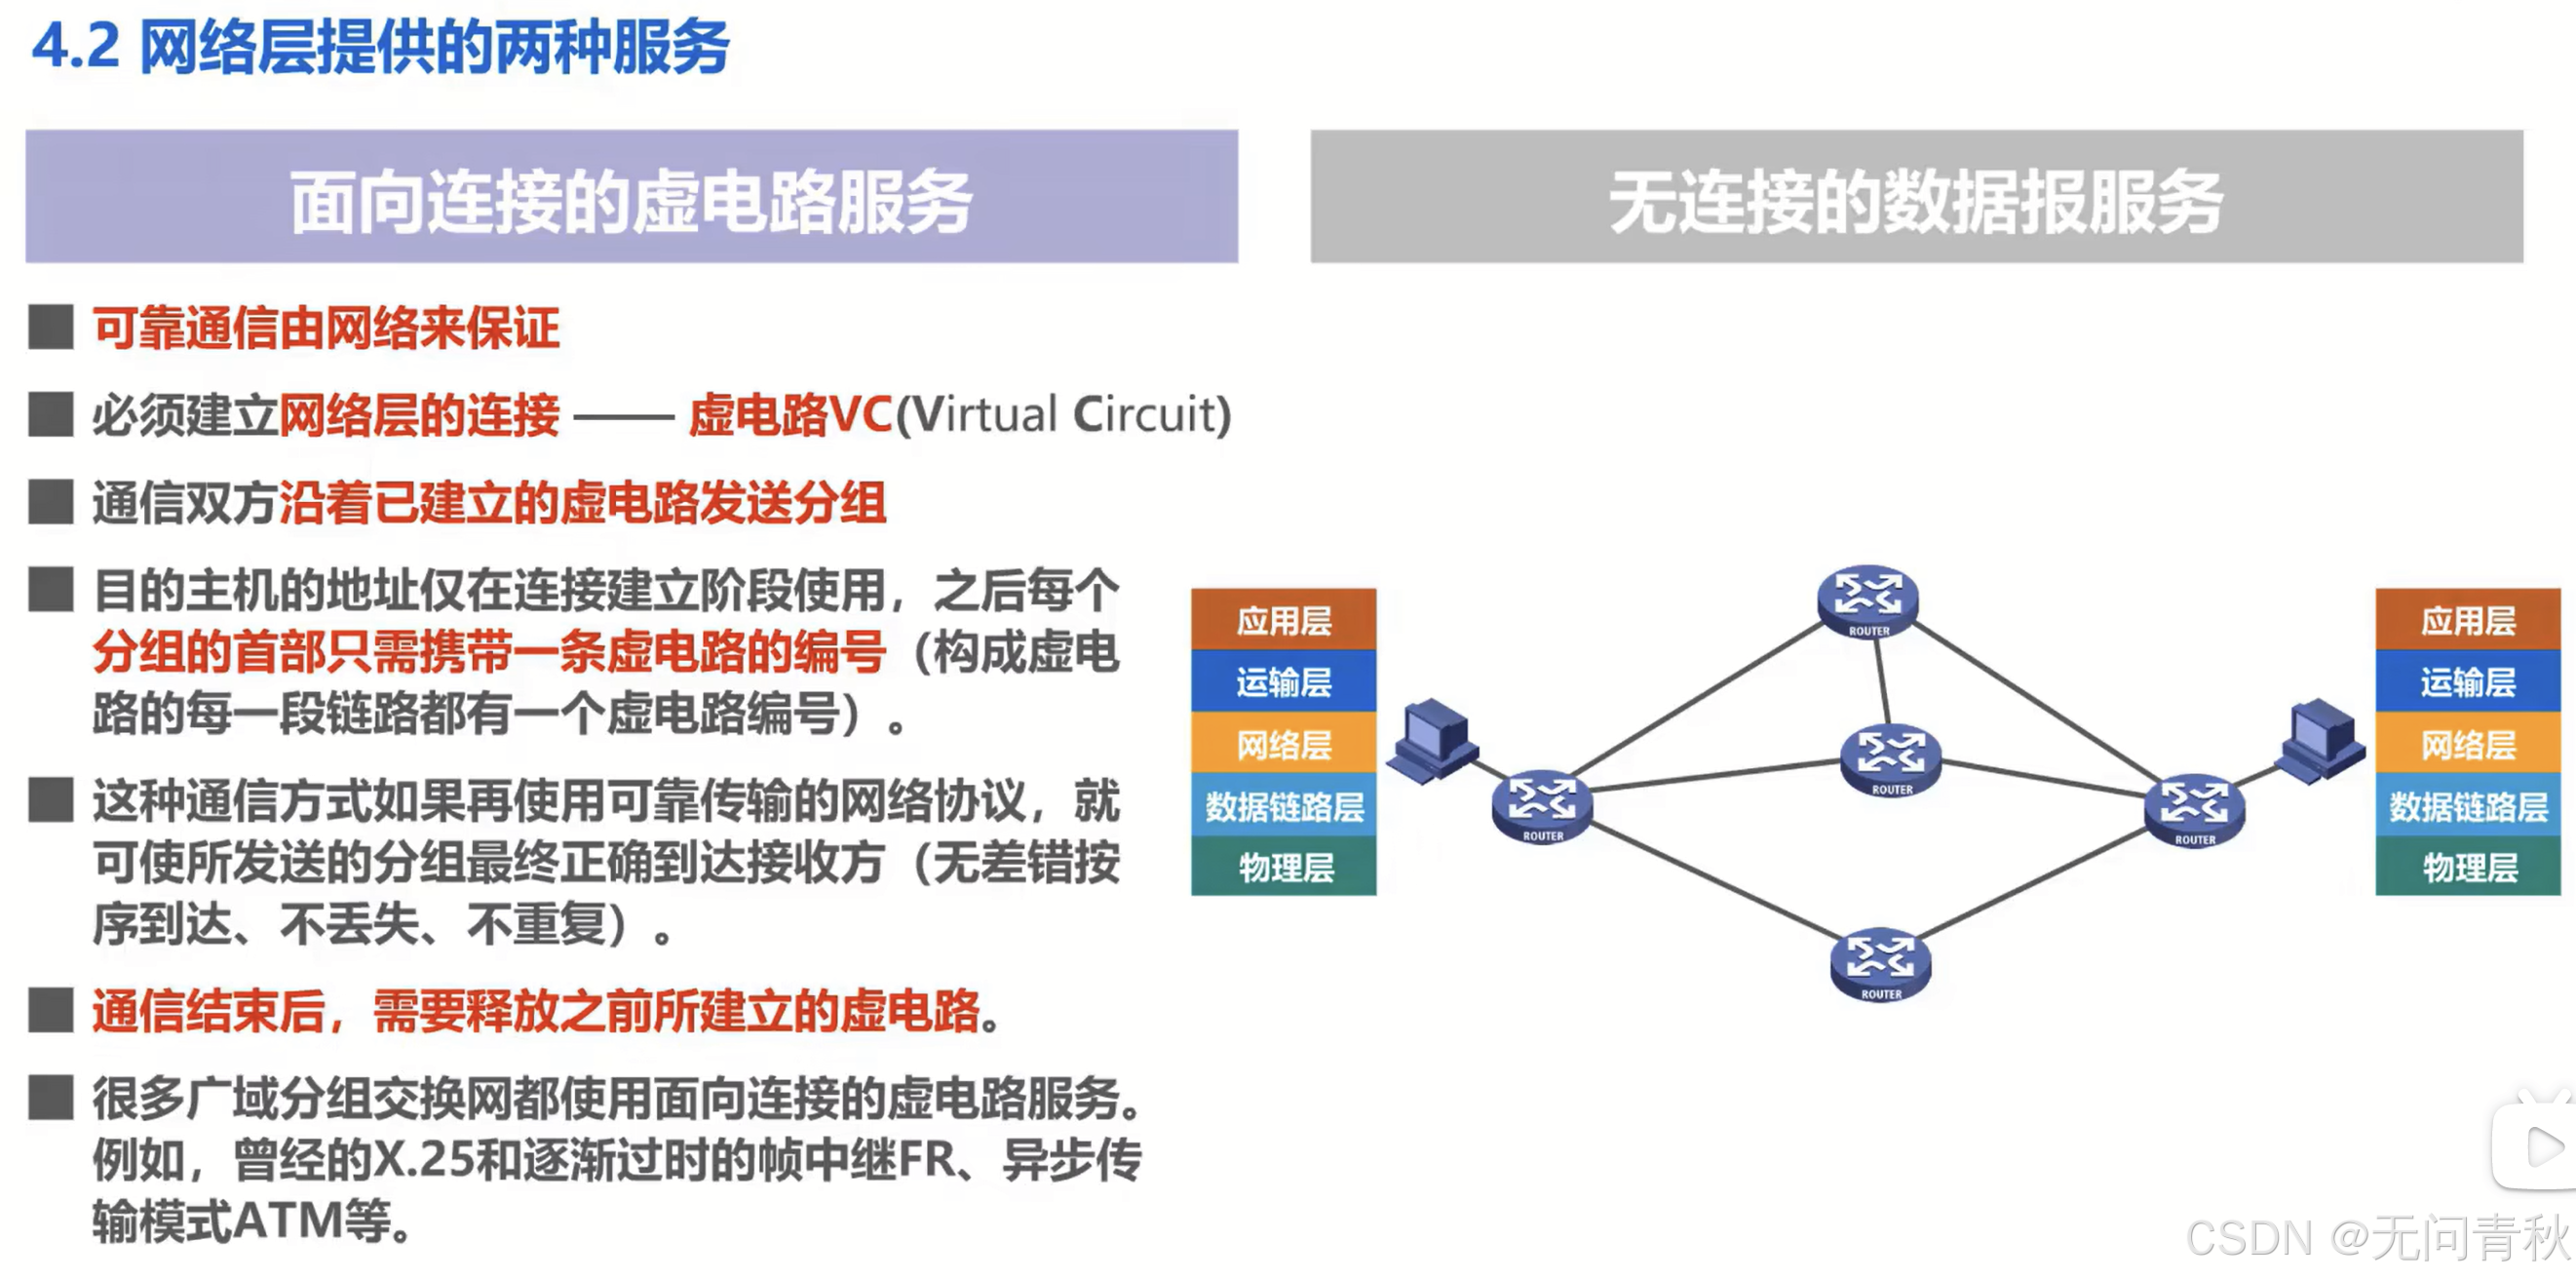 4.2 网络层提供的两种服务
面向连接的虚电路服务
无连接的数据报服务
可靠通信由网络来保证
必须建立网络层的连接 —— 虚电路VC(Virtual Circuit)
通信双方沿着已建立的虚电路发送分组
目的主机的地址仅在连接建立阶段使用，之后每个
分组的首部只需携带一条虚电路的编号（构成虚电
路的每一段链路都有一个虚电路编号）。
这种通信方式如果再使用可靠传输的网络协议，就
可使所发送的分组最终正确到达接收方（无差错按
序到达、不丢失、不重复）。
通信结束后，需要释放之前所建立的虚电路。
很多广域分组交换网都使用面向连接的虚电路服务。
例如，曾经的X.25和逐渐过时的帧中继FR、异步传
输模式ATM等。
应用层
运输层
网络层
数据链路层
物理层
ROUTER
ROUTER
ROUTER
ROUTER
ROUTER
应用层
运输层
网络层
数据链路层
物理层
CSDN @无问青秋